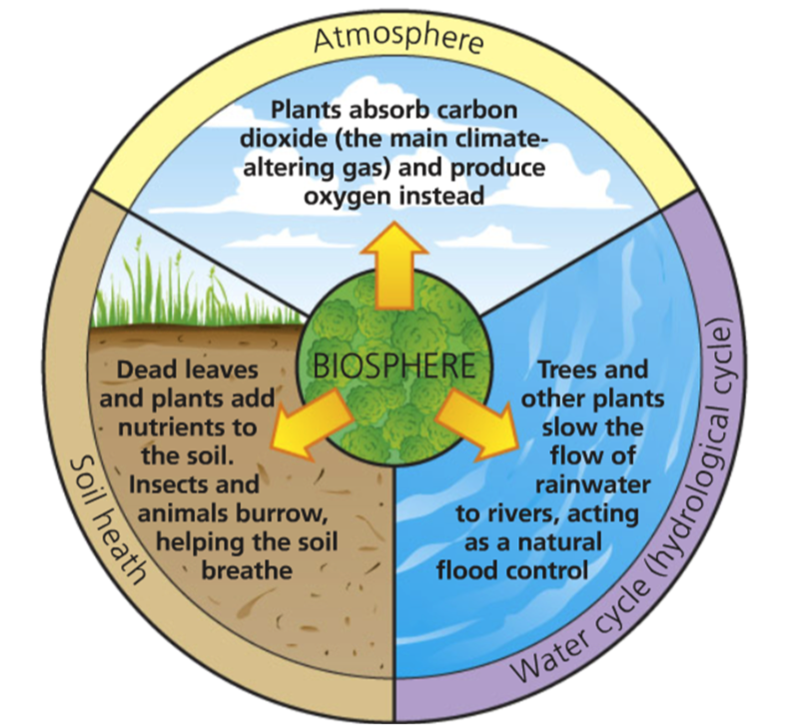 Atmosphere
Plants absorb carbon
dioxide (the main climate-
altering gas) and produce
oxygen instead
BIOSPHERE
Dead leaves
and plants add
nutrients to
the soil.
Insects and
animals burrow,
helping the soil
breathe
Soil heath
Trees and
other plants
slow the
flow of
rainwater
to rivers, acting
as a natural
flood control
Water cycle (hydrological cycle)